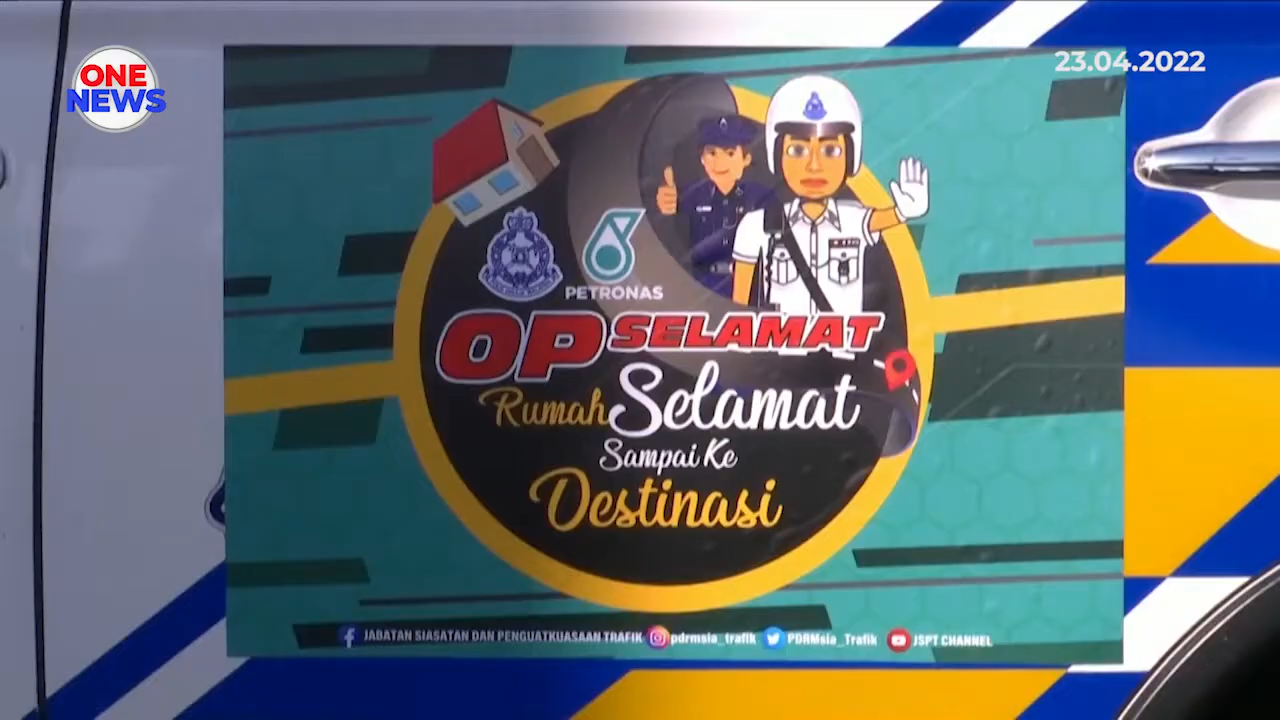 ONE
NEWS
23.04.2022
PETRONAS
OP SELAMAT
Rumah Selamat
Sampai Ke
Destinasi
JABATAN SIASATAN DAN PENGUATKUASAAN TRAFIK pdrmsia_trafik PDRMsia_Trafik JSPT CHANNEL